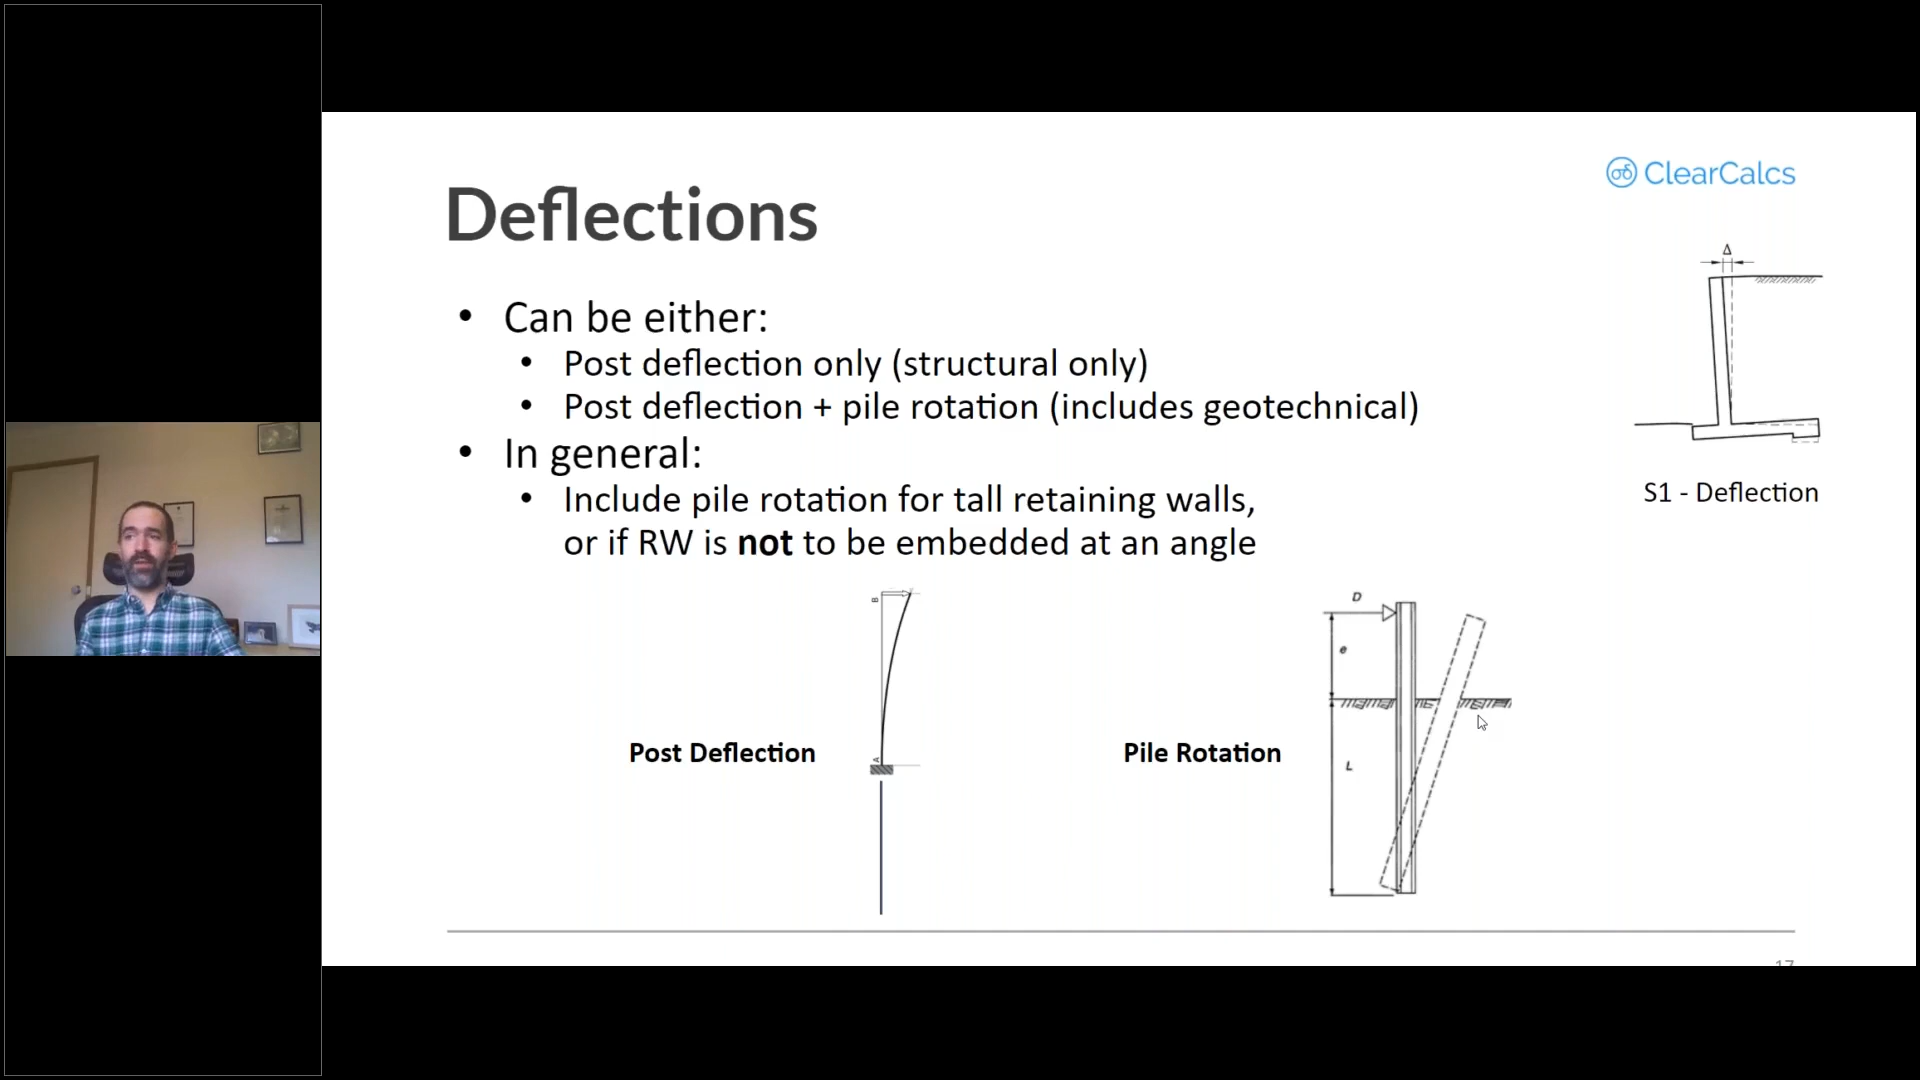 ClearCalcs
Deflections
• Can be either:
• Post deflection only (structural only)
• Post deflection + pile rotation (includes geotechnical)
• In general:
• Include pile rotation for tall retaining walls,
or if RW is not to be embedded at an angle
Δ
S1 - Deflection
Post Deflection
B
A
Pile Rotation
D
e
L
17